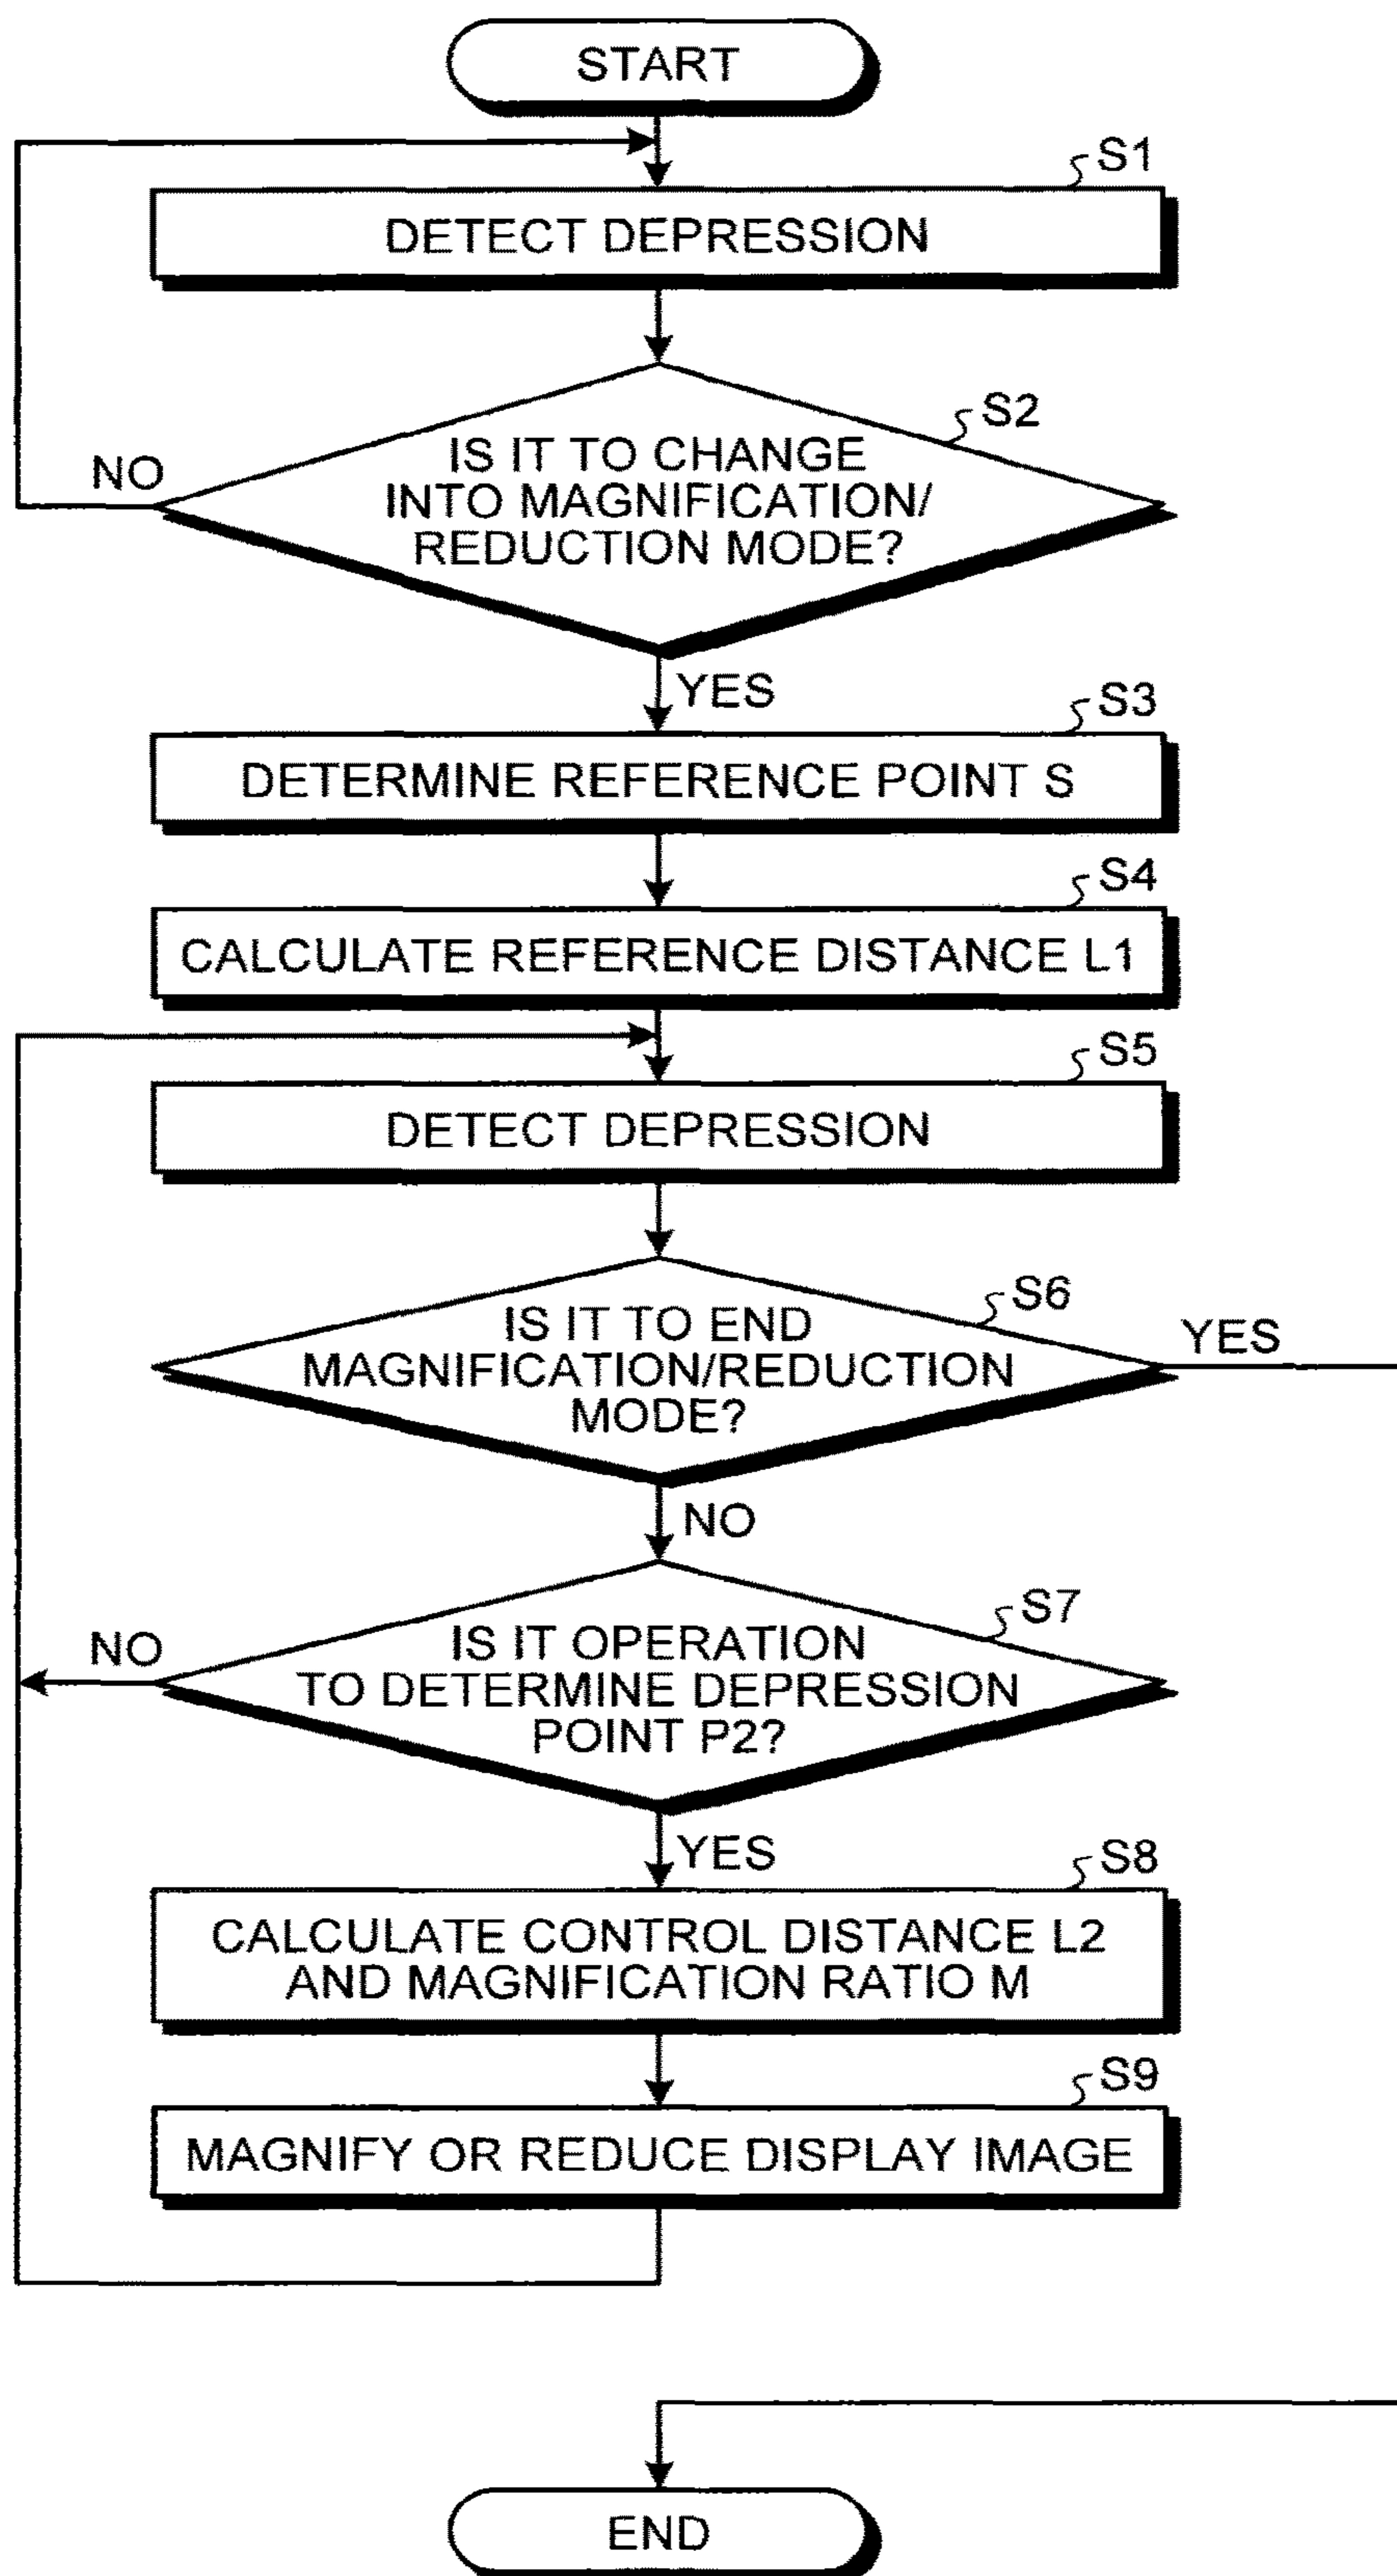 START
S1
DETECT DEPRESSION
S2
IS IT TO CHANGE
INTO MAGNIFICATION/
REDUCTION MODE?
NO
YES
S3
DETERMINE REFERENCE POINT S
S4
CALCULATE REFERENCE DISTANCE L1
S5
DETECT DEPRESSION
S6
IS IT TO END
MAGNIFICATION/REDUCTION
MODE?
YES
NO
S7
IS IT OPERATION
TO DETERMINE DEPRESSION
POINT P2?
NO
YES
S8
CALCULATE CONTROL DISTANCE L2
AND MAGNIFICATION RATIO M
S9
MAGNIFY OR REDUCE DISPLAY IMAGE
END